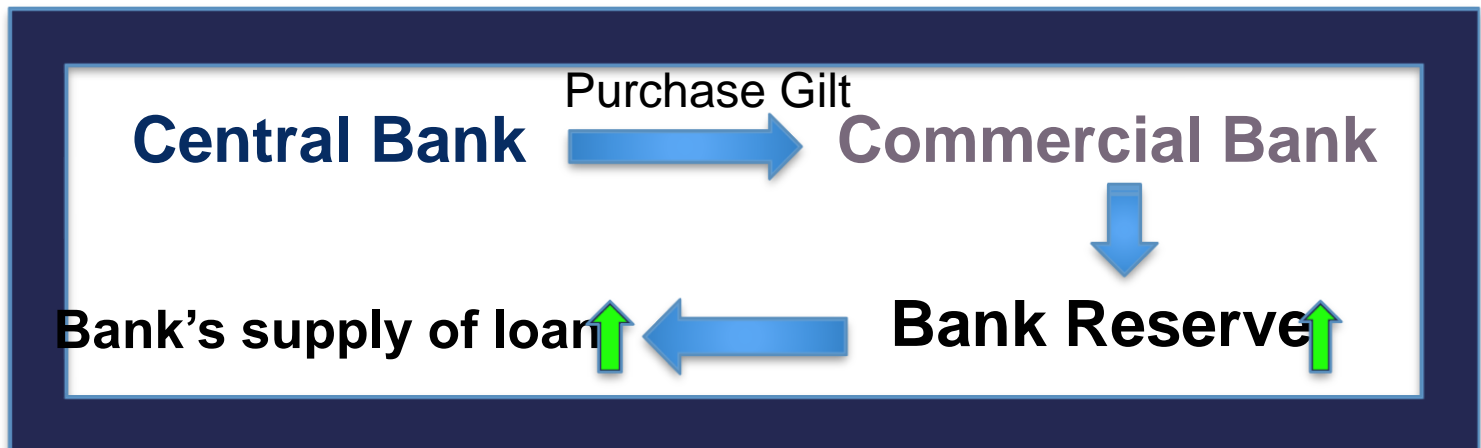 Purchase Gilt
Central Bank
Commercial Bank
Bank's supply of loan
Bank Reserve